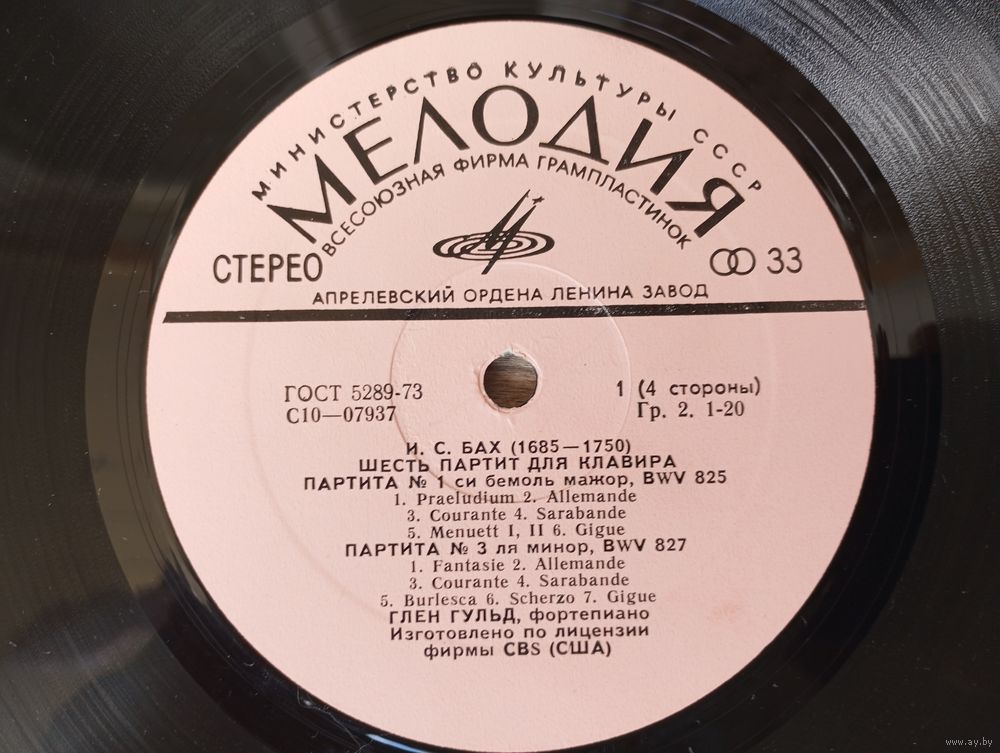 МИНИСТЕРСТВО КУЛЬТУРЫ СССР
МЕЛОДИЯ
ВСЕСОЮЗНАЯ ФИРМА ГРАМПЛАСТИНОК
СТЕРЕО
33
АПРЕЛЕВСКИЙ ОРДЕНА ЛЕНИНА ЗАВОД
ГОСТ 5289-73
1 (4 стороны)
С10—07937
Гр. 2. 1-20
И. С. БАХ (1685—1750)
ШЕСТЬ ПАРТИТ ДЛЯ КЛАВИРА
ПАРТИТА № 1 си бемоль мажор, BWV 825
1. Praeludium 2. Allemande
3. Courante 4. Sarabande
5. Menuett I, II 6. Gigue
ПАРТИТА № 3 ля минор, BWV 827
1. Fantasie 2. Allemande
3. Courante 4. Sarabande
5. Burlesca 6. Scherzo 7. Gigue
ГЛЕН ГУЛЬД, фортепиано
Изготовлено по лицензии
фирмы CBS (США)
www.ay.by